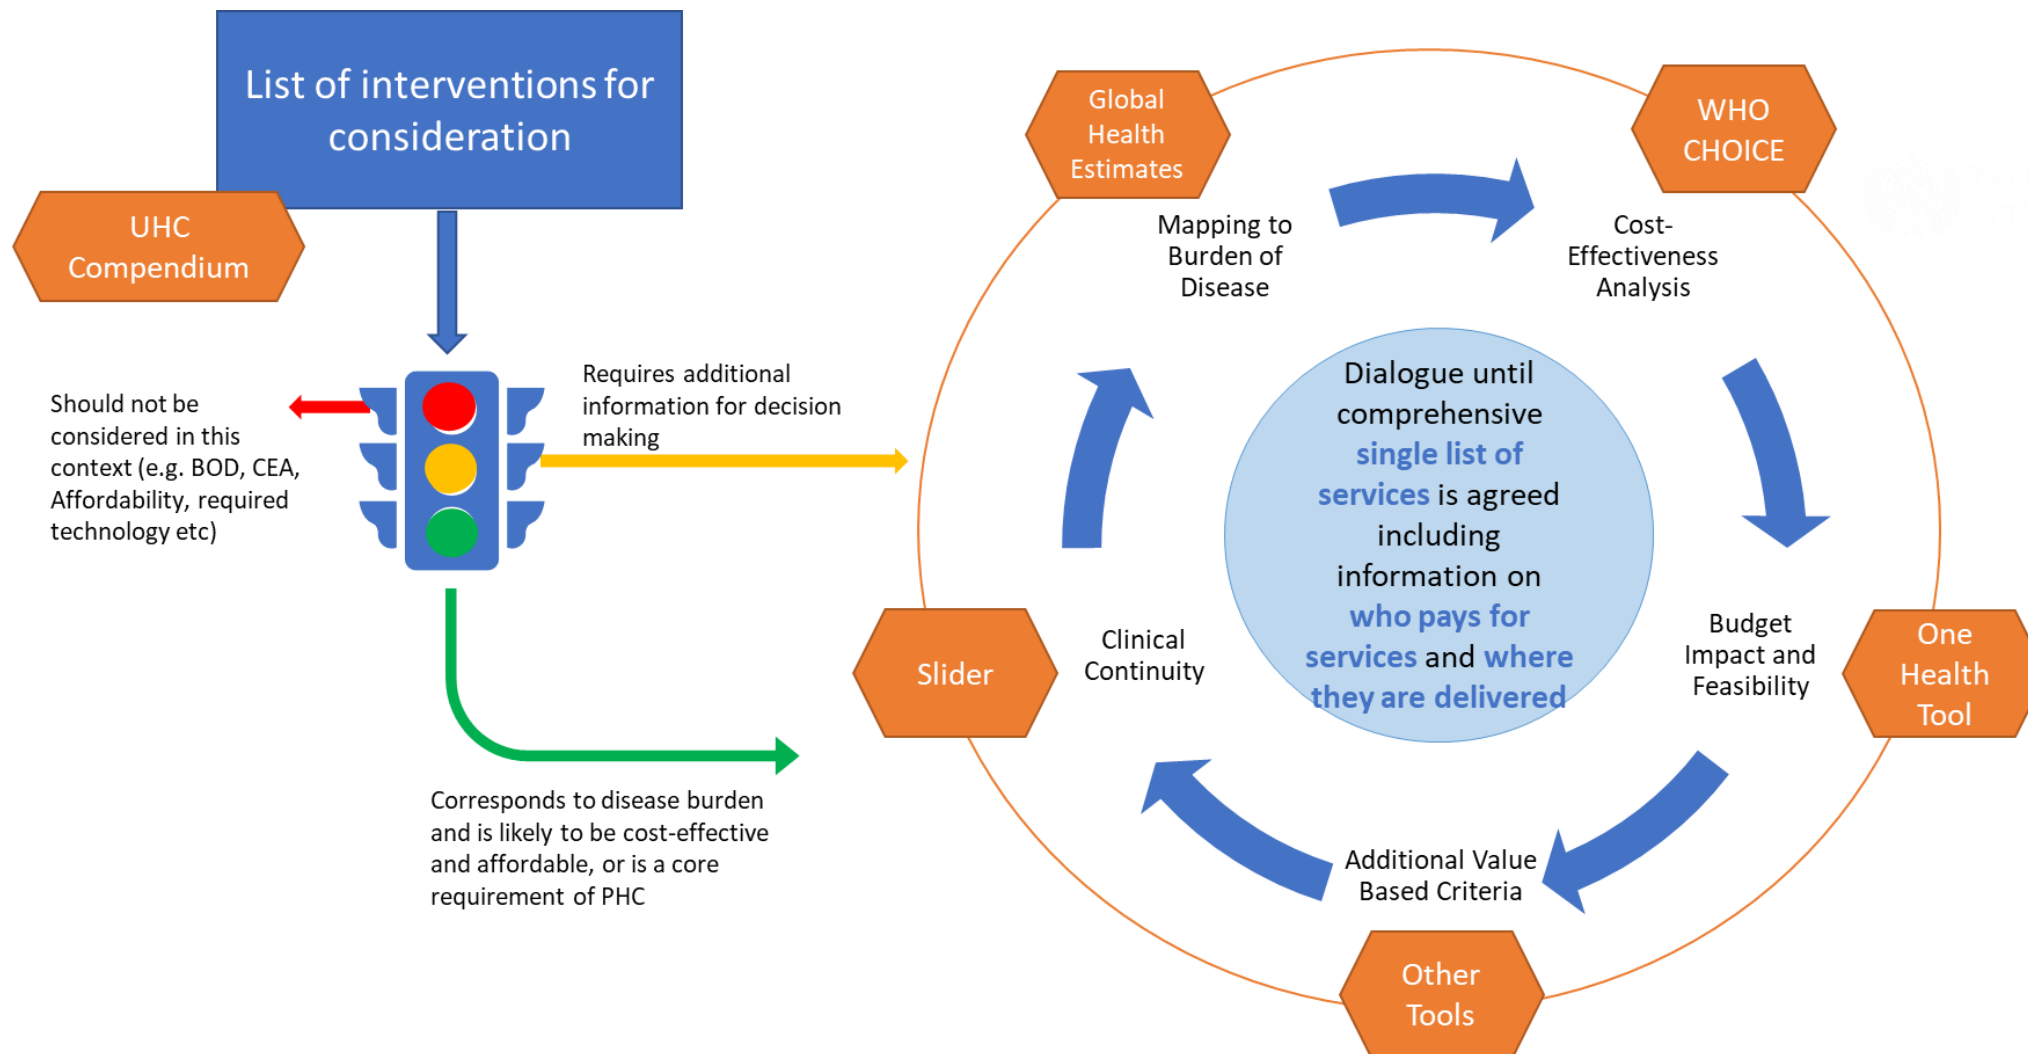 List of interventions for
consideration
UHC
Compendium
Should not be
considered in this
context (e.g. BOD, CEA,
Affordability, required
technology etc)
Requires additional
information for decision
making
Corresponds to disease burden
and is likely to be cost-effective
and affordable, or is a core
requirement of PHC
Global
Health
Estimates
WHO
CHOICE
Mapping to
Burden of
Disease
Cost-
Effectiveness
Analysis
Dialogue until
comprehensive
single list of
services is agreed
including
information on
who pays for
services and where
they are delivered
Slider
Clinical
Continuity
Budget
Impact and
Feasibility
One
Health
Tool
Additional Value
Based Criteria
Other
Tools